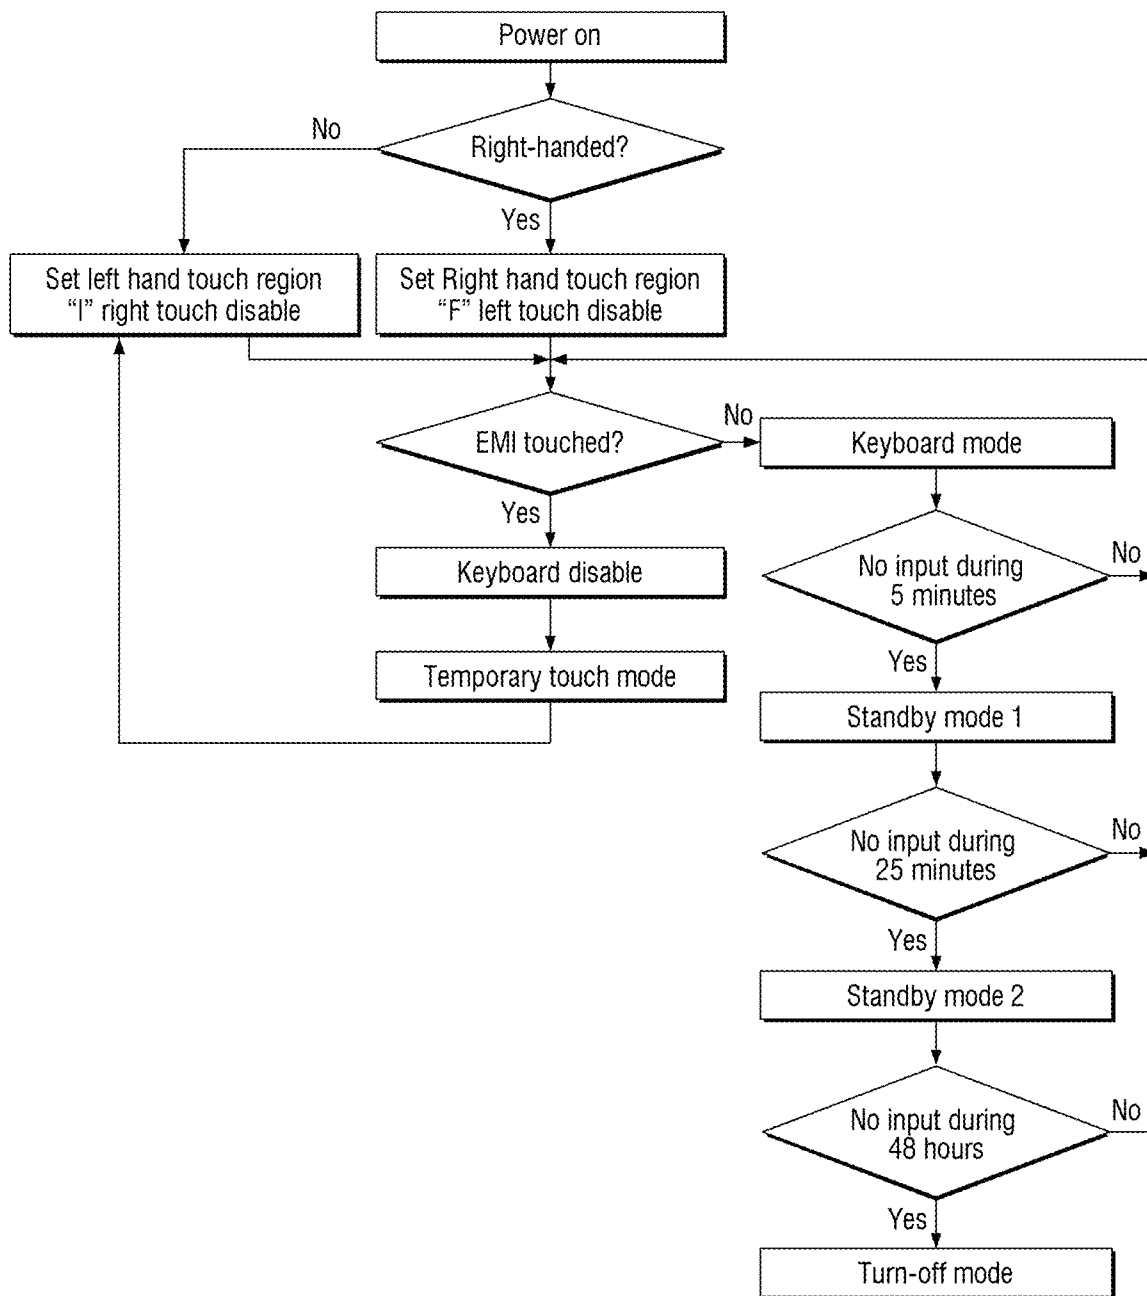 Power on
No
Right-handed?
Yes
Set left hand touch region
“I” right touch disable
Set Right hand touch region
“F” left touch disable
EMI touched?
No
Keyboard mode
Yes
Keyboard disable
No input during
5 minutes
No
Temporary touch mode
Yes
Standby mode 1
No input during
25 minutes
No
Yes
Standby mode 2
No input during
48 hours
No
Yes
Turn-off mode